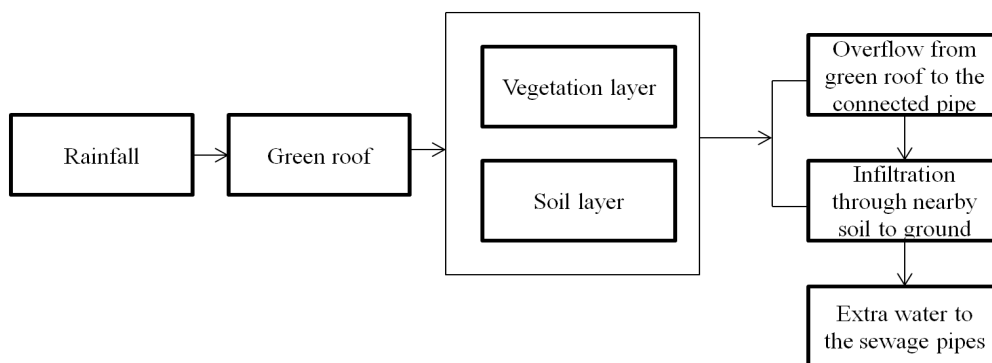 Rainfall
Green roof
Vegetation layer
Soil layer
Overflow from
green roof to the
connected pipe
Infiltration
through nearby
soil to ground
Extra water to
the sewage pipes